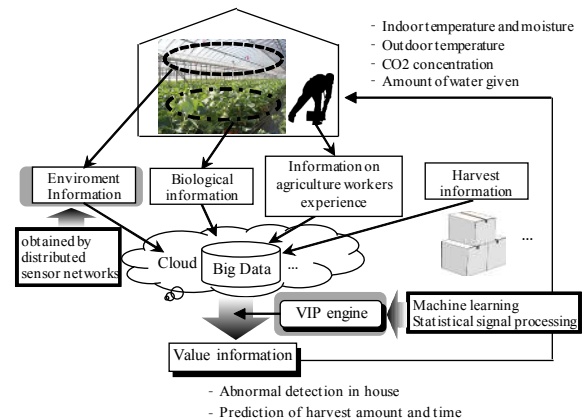 - Indoor temperature and moisture
- Outdoor temperature
- CO2 concentration
- Amount of water given
Enviroment
Information
Biological
information
Information on
agriculture workers
experience
Harvest
information
obtained by
distributed
sensor networks
Cloud
Big Data
...
...
VIP engine
Machine learning
Statistical signal processing
Value information
- Abnormal detection in house
- Prediction of harvest amount and time